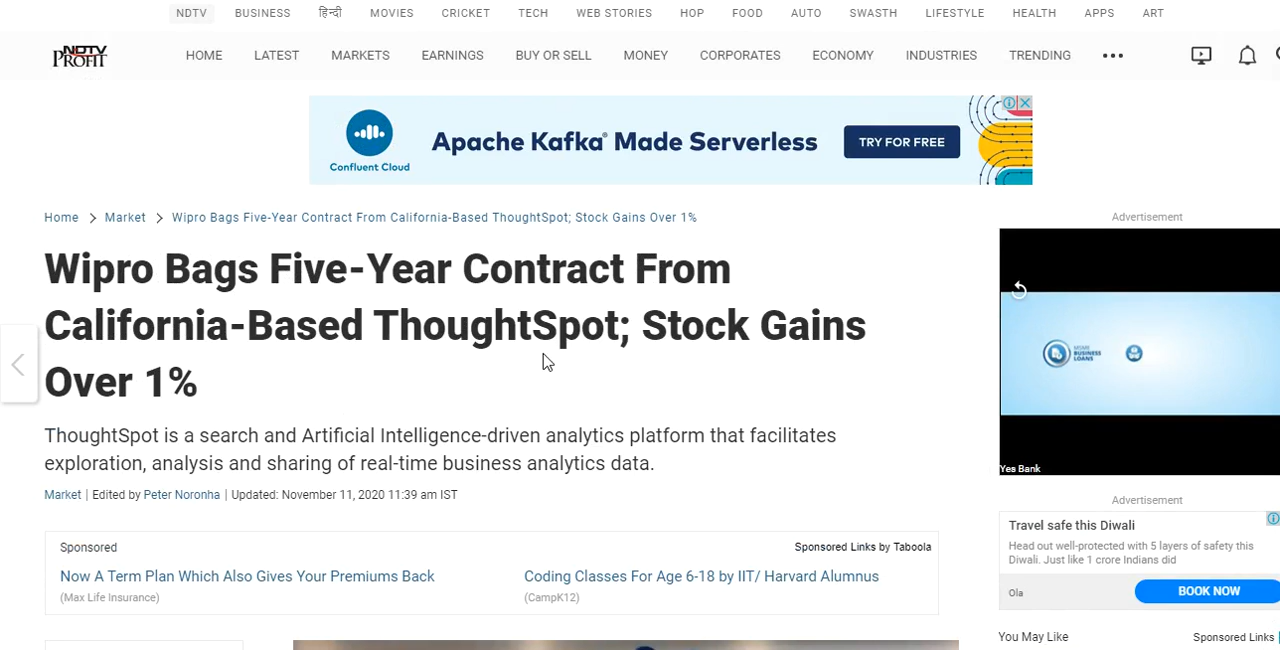 NDTV BUSINESS हिन्दी MOVIES CRICKET TECH WEB STORIES HOP FOOD AUTO SWASTH LIFESTYLE HEALTH APPS ART
NDTV
PROFIT
HOME LATEST MARKETS EARNINGS BUY OR SELL MONEY CORPORATES ECONOMY INDUSTRIES TRENDING
Confluent Cloud
Apache Kafka® Made Serverless
TRY FOR FREE
Home > Market > Wipro Bags Five-Year Contract From California-Based ThoughtSpot; Stock Gains Over 1%
Wipro Bags Five-Year Contract From
California-Based ThoughtSpot; Stock Gains
Over 1%
ThoughtSpot is a search and Artificial Intelligence-driven analytics platform that facilitates
exploration, analysis and sharing of real-time business analytics data.
Market | Edited by Peter Noronha | Updated: November 11, 2020 11:39 am IST
Sponsored
Sponsored Links by Taboola
Now A Term Plan Which Also Gives Your Premiums Back
(Max Life Insurance)
Coding Classes For Age 6-18 by IIT/ Harvard Alumnus
(CampK12)
Advertisement
MSME
BUSINESS
LOANS
Yes Bank
Advertisement
Travel safe this Diwali
Head out well-protected with 5 layers of safety this
Diwali. Just like 1 crore Indians did
Ola
BOOK NOW
You May Like
Sponsored Links